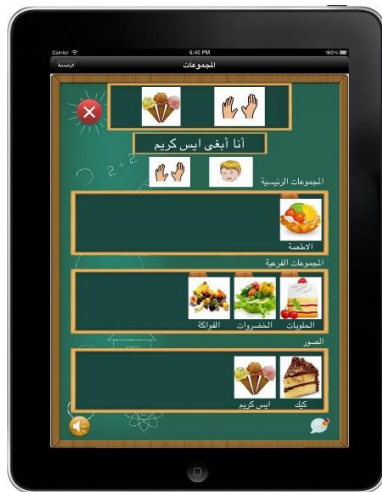 Carrier 6:40 PM 100%
الرئيسية المجموعات
أنا أبغى ايس كريم
المجموعات الرئيسية
الاطعمة
المجموعات الفرعية
الحلويات الخضروات الفواكة
الصور
كيك ايس كريم